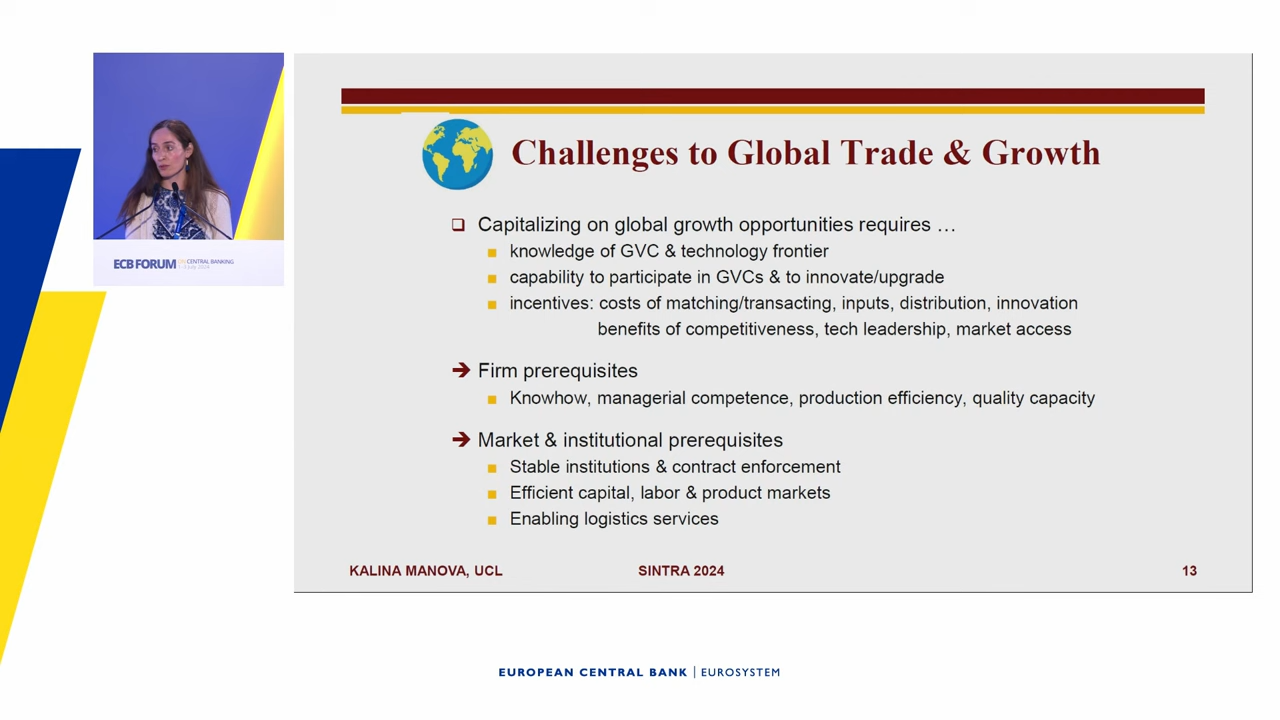 ECB FORUM ON CENTRAL BANKING
Challenges to Global Trade & Growth
Capitalizing on global growth opportunities requires …
knowledge of GVC & technology frontier
capability to participate in GVCs & to innovate/upgrade
incentives: costs of matching/transacting, inputs, distribution, innovation
benefits of competitiveness, tech leadership, market access
Firm prerequisites
Knowhow, managerial competence, production efficiency, quality capacity
Market & institutional prerequisites
Stable institutions & contract enforcement
Efficient capital, labor & product markets
Enabling logistics services
KALINA MANOVA, UCL SINTRA 2024 13
EUROPEAN CENTRAL BANK | EUROSYSTEM